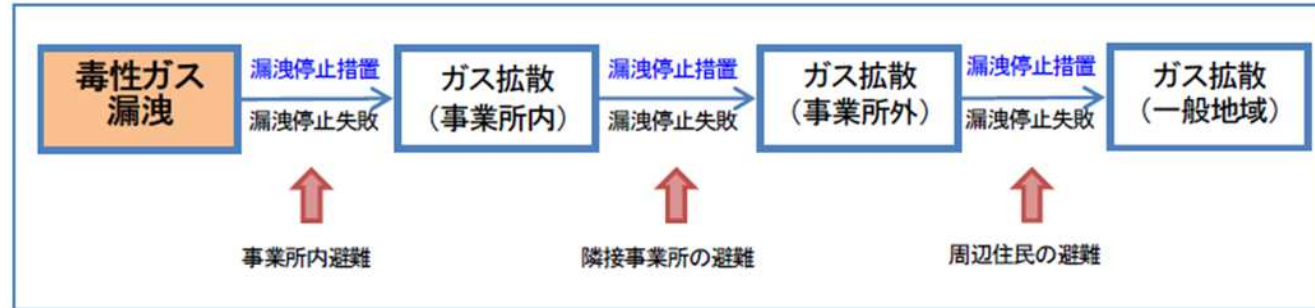 毒性ガス
漏洩
漏洩停止措置
漏洩停止失敗
ガス拡散
（事業所内）
漏洩停止措置
漏洩停止失敗
ガス拡散
（事業所外）
漏洩停止措置
漏洩停止失敗
ガス拡散
（一般地域）
事業所内避難
隣接事業所の避難
周辺住民の避難